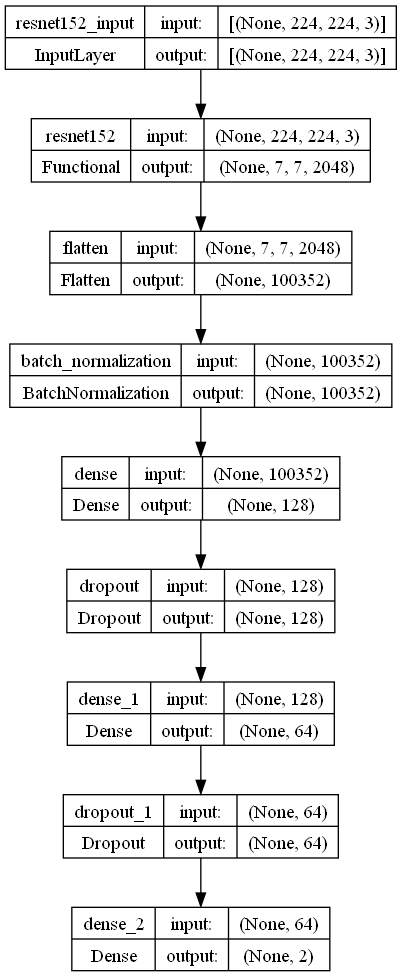 resnet152_input input: [(None, 224, 224, 3)]
InputLayer output: [(None, 224, 224, 3)]
resnet152 input: (None, 224, 224, 3)
Functional output: (None, 7, 7, 2048)
flatten input: (None, 7, 7, 2048)
Flatten output: (None, 100352)
batch_normalization input: (None, 100352)
BatchNormalization output: (None, 100352)
dense input: (None, 100352)
Dense output: (None, 128)
dropout input: (None, 128)
Dropout output: (None, 128)
dense_1 input: (None, 128)
Dense output: (None, 64)
dropout_1 input: (None, 64)
Dropout output: (None, 64)
dense_2 input: (None, 64)
Dense output: (None, 2)